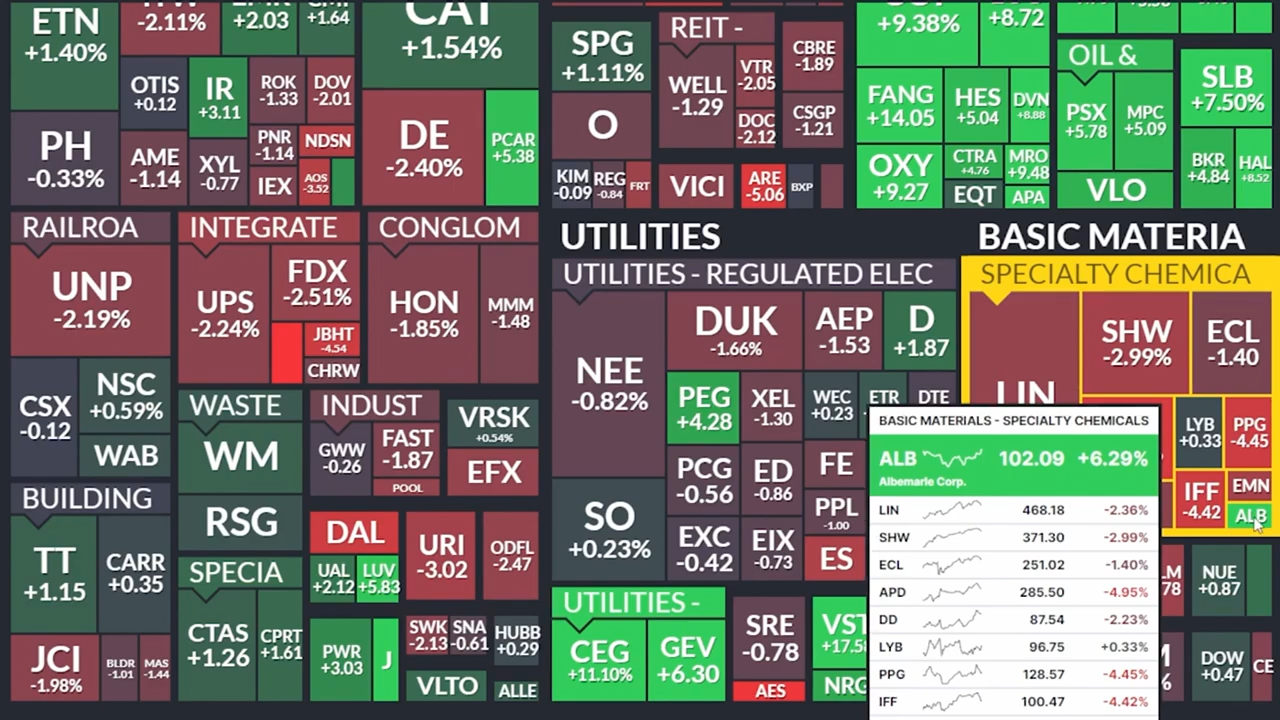 ETN
+1.40%
-2.11%
+2.03
+1.64
OTIS
+0.12
IR
+3.11
ROK
-1.33
DOV
-2.01
PH
-0.33%
AME
-1.14
XYL
-0.77
PNR
-1.14
NDSN
IEX
AOS
-3.52
CAT
+1.54%
DE
-2.40%
PCAR
+5.38
RAILROA
UNP
-2.19%
CSX
-0.12
NSC
+0.59%
WAB
INTEGRATE
UPS
-2.24%
FDX
-2.51%
JBHT
-4.54
CHRW
CONGLOM
HON
-1.85%
MMM
-1.48
WASTE
WM
RSG
INDUST
GWW
-0.26
FAST
-1.87
POOL
VRSK
+0.54%
EFX
BUILDING
TT
+1.15
CARR
+0.35
JCI
-1.98%
BLDR
-1.01
MAS
-1.44
SPECIA
CTAS
+1.26
CPRT
+1.61
DAL
UAL
+2.12
LUV
+5.83
PWR
+3.03
J
URI
-3.02
ODFL
-2.47
SWK
-2.13
SNA
-0.61
HUBB
+0.29
VLTO
ALLE
SPG
+1.11%
O
KIM
-0.09
REG
-0.84
FRT
REIT -
WELL
-1.29
VTR
-2.05
DOC
-2.12
CBRE
-1.89
CSGP
-1.21
VICI
ARE
-5.06
BXP
+9.38%
+8.72
FANG
+14.05
HES
+5.04
DVN
+8.88
OXY
+9.27
CTRA
+4.76
MRO
+9.48
EQT
APA
OIL &
PSX
+5.78
MPC
+5.09
VLO
SLB
+7.50%
BKR
+4.84
HAL
+8.52
UTILITIES
UTILITIES - REGULATED ELEC
NEE
-0.82%
SO
+0.23%
DUK
-1.66%
AEP
-1.53
D
+1.87
PEG
+4.28
XEL
-1.30
WEC
+0.23
ETR
DTE
PCG
-0.56
ED
-0.86
FE
PPL
-1.00
EXC
-0.42
EIX
-0.73
ES
UTILITIES -
CEG
+11.10%
GEV
+6.30
SRE
-0.78
AES
VST
+17.5
NRG
BASIC MATERIA
SPECIALTY CHEMICA
LIN
SHW
-2.99%
ECL
-1.40
LYB
+0.33
PPG
-4.45
IFF
-4.42
EMN
ALB
NUE
+0.87
DOW
+0.47
CE
BASIC MATERIALS - SPECIALTY CHEMICALS
ALB 102.09 +6.29%
Albemarle Corp.
LIN 468.18 -2.36%
SHW 371.30 -2.99%
ECL 251.02 -1.40%
APD 285.50 -4.95%
DD 87.54 -2.23%
LYB 96.75 +0.33%
PPG 128.57 -4.45%
IFF 100.47 -4.42%